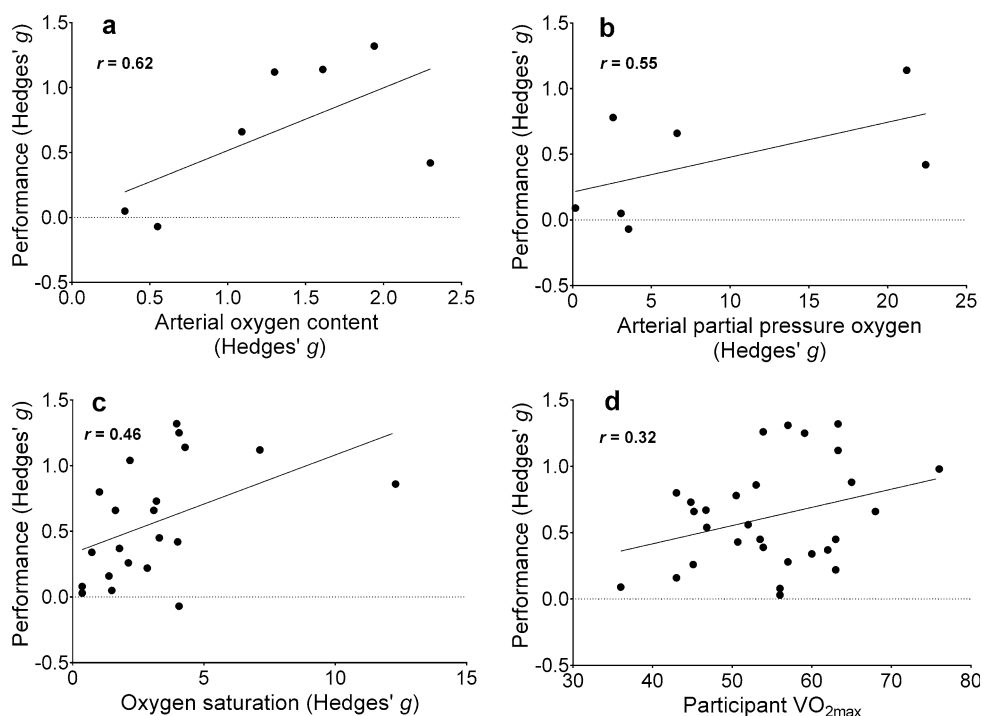 a
r = 0.62
Performance (Hedges' g)
1.5
1.0
0.5
0.0
-0.5
0.0 0.5 1.0 1.5 2.0 2.5
Arterial oxygen content
(Hedges' g)
b
r = 0.55
Performance (Hedges' g)
1.5
1.0
0.5
0.0
-0.5
0 5 10 15 20 25
Arterial partial pressure oxygen
(Hedges' g)
c
r = 0.46
Performance (Hedges' g)
1.5
1.0
0.5
0.0
-0.5
0 5 10 15
Oxygen saturation (Hedges' g)
d
r = 0.32
Performance (Hedges' g)
1.5
1.0
0.5
0.0
-0.5
30 40 50 60 70 80
Participant VO2max